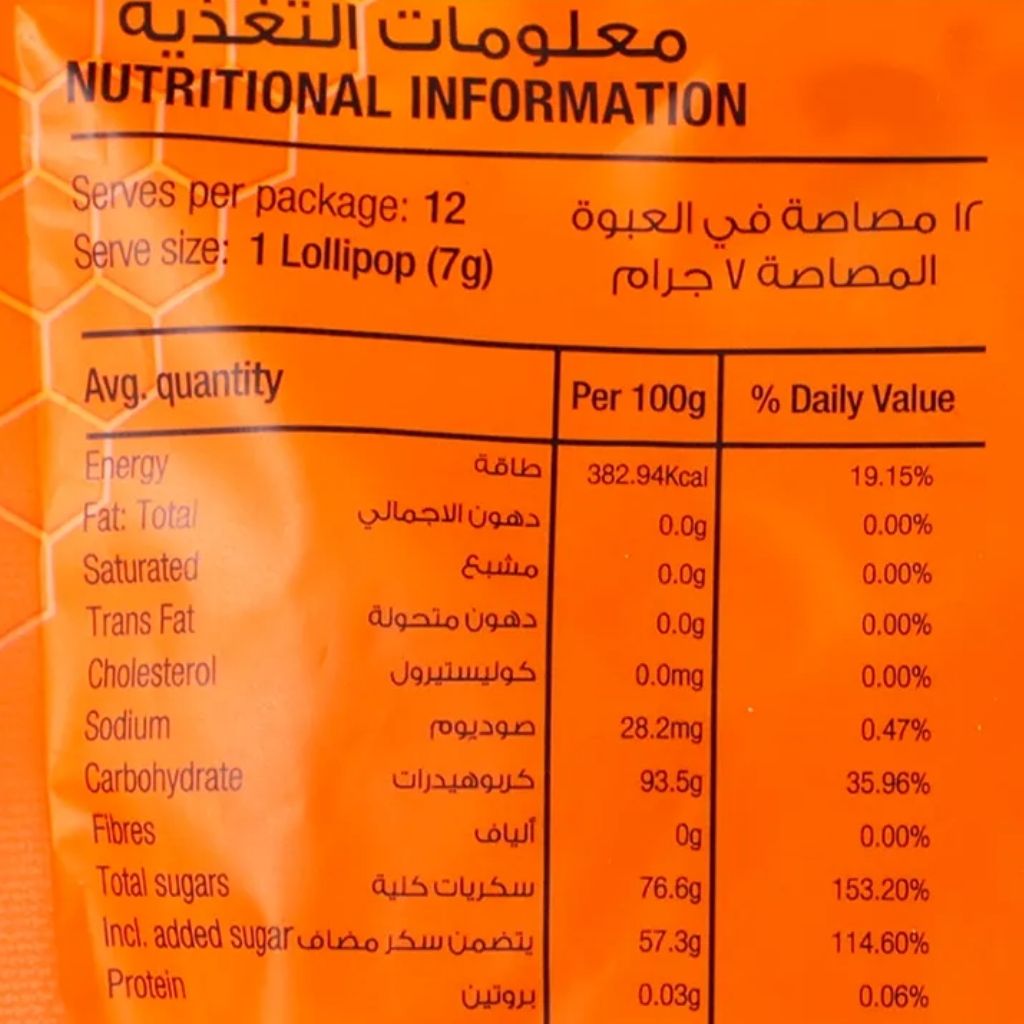 معلومات التغذية
NUTRITIONAL INFORMATION
Serves per package: 12 ١٢ مصاصة في العبوة
Serve size: 1 Lollipop (7g) المصاصة ٧ جرام
Avg. quantity Per 100g % Daily Value
Energy طاقة 382.94Kcal 19.15%
Fat: Total دهون الاجمالي 0.0g 0.00%
Saturated مشبع 0.0g 0.00%
Trans Fat دهون متحولة 0.0g 0.00%
Cholesterol كوليستيرول 0.0mg 0.00%
Sodium صوديوم 28.2mg 0.47%
Carbohydrate كربوهيدرات 93.5g 35.96%
Fibres ألياف 0g 0.00%
Total sugars سكريات كلية 76.6g 153.20%
Incl. added sugar يتضمن سكر مضاف 57.3g 114.60%
Protein بروتين 0.03g 0.06%